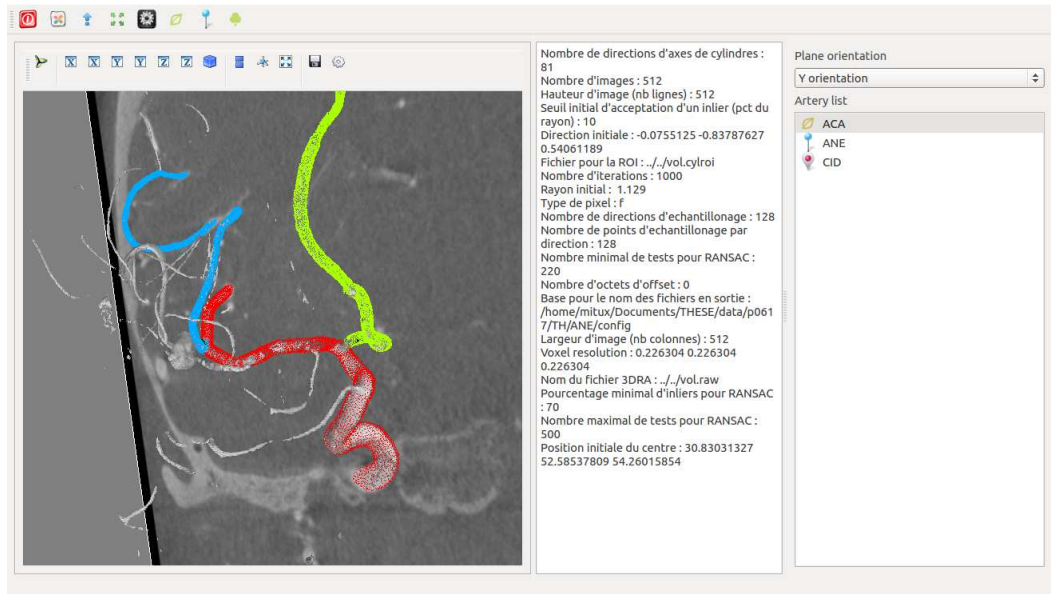 X X Y Y Z Z
Nombre de directions d'axes de cylindres :
81
Nombre d'images : 512
Hauteur d'image (nb lignes) : 512
Seuil initial d'acceptation d'un inlier (pct du
rayon) : 10
Direction initiale : -0.0755125 -0.83787627
0.54061189
Fichier pour la ROI : ../../vol.cylroi
Nombre d'iterations : 1000
Rayon initial :  1.129
Type de pixel : f
Nombre de directions d'echantillonage : 128
Nombre de points d'echantillonage par
direction : 128
Nombre minimal de tests pour RANSAC :
220
Nombre d'octets d'offset : 0
Base pour le nom des fichiers en sortie :
/home/mitux/Documents/THESE/data/p061
7/TH/ANE/config
Largeur d'image (nb colonnes) : 512
Voxel resolution : 0.226304 0.226304
0.226304
Nom du fichier 3DRA : ../../vol.raw
Pourcentage minimal d'inliers pour RANSAC
: 70
Nombre maximal de tests pour RANSAC :
500
Position initiale du centre : 30.83031327
52.58537809 54.26015854
Plane orientation
Y orientation
Artery list
ACA
ANE
CID